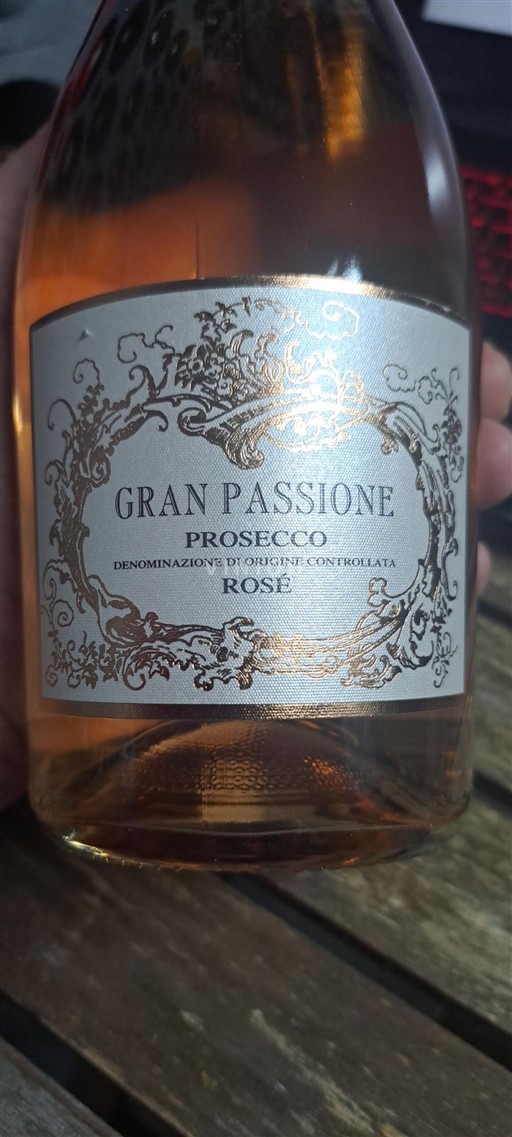 GRAN PASSIONE
PROSECCO
DENOMINAZIONE DI ORIGINE CONTROLLATA
ROSÉ